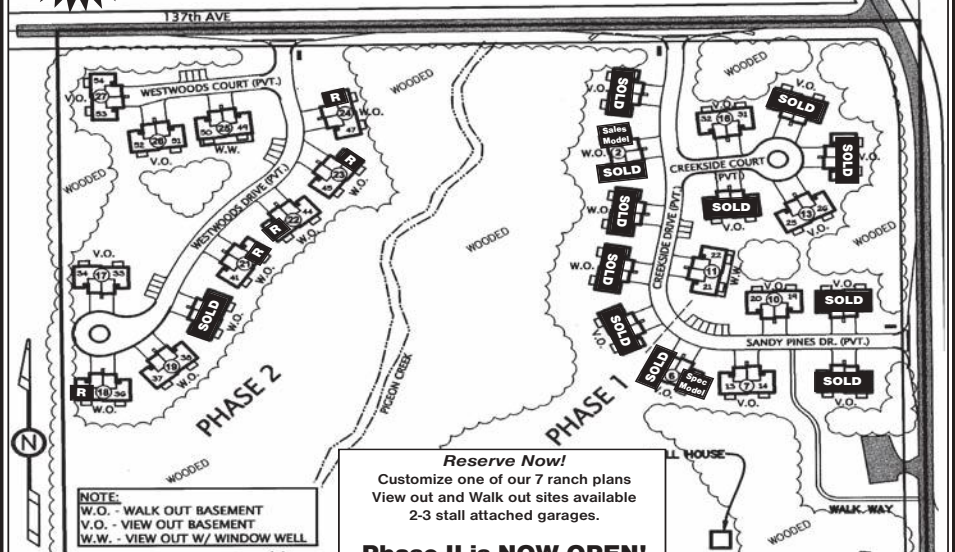 137th AVE
WESTWOODS COURT (PVT.)
54
V.O. 27
53
52 26 51
V.O.
50 25 49
W.W.
R
24 W.O.
47
WOODED
WOODED
R
23
45 W.O.
44
22
R W.O.
WESTWOODS DRIVE (PVT.)
R
21
41 W.O.
SOLD
W.O.
V.O.
34 17 33
38
19
37 W.O.
R 18 36
W.O.
PHASE 2
WOODED
PIGEON CREEK
WOODED
V.O. SOLD
Sales
Model
W.O. 2
SOLD
W.O. SOLD
W.O. SOLD
SOLD
V.O.
CREEKSIDE DRIVE (PVT.)
WOODED
V.O.
SOLD
V.O.
32 16 31
CREEKSIDE COURT
(PVT.)
SOLD V.O.
SOLD
V.O.
26
13
25
V.O.
WOODED
22
11 W.W.
21
V.O.
20 10 19
V.O.
SOLD
SANDY PINES DR. (PVT.)
SOLD
6
Spec
Model
V.O.
13 7 14
V.O.
SOLD
V.O.
PHASE 1
LL HOUSE
WALK WAY
WOODED
N
NOTE:
W.O. - WALK OUT BASEMENT
V.O. - VIEW OUT BASEMENT
W.W. - VIEW OUT W/ WINDOW WELL
Reserve Now!
Customize one of our 7 ranch plans
View out and Walk out sites available
2-3 stall attached garages.
Phase II is NOW OPEN!